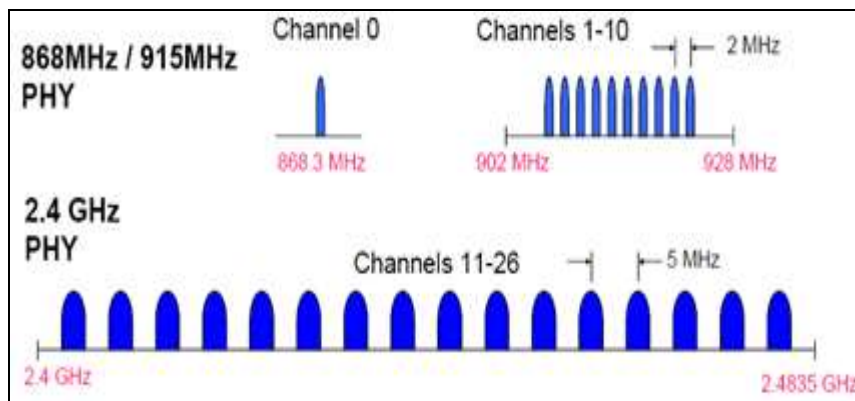 Channel 0
Channels 1-10
2 MHz
868MHz / 915MHz
PHY
868.3 MHz
902 MHz
928 MHz
2.4 GHz
PHY
Channels 11-26
5 MHz
2.4 GHz
2.4835 GHz